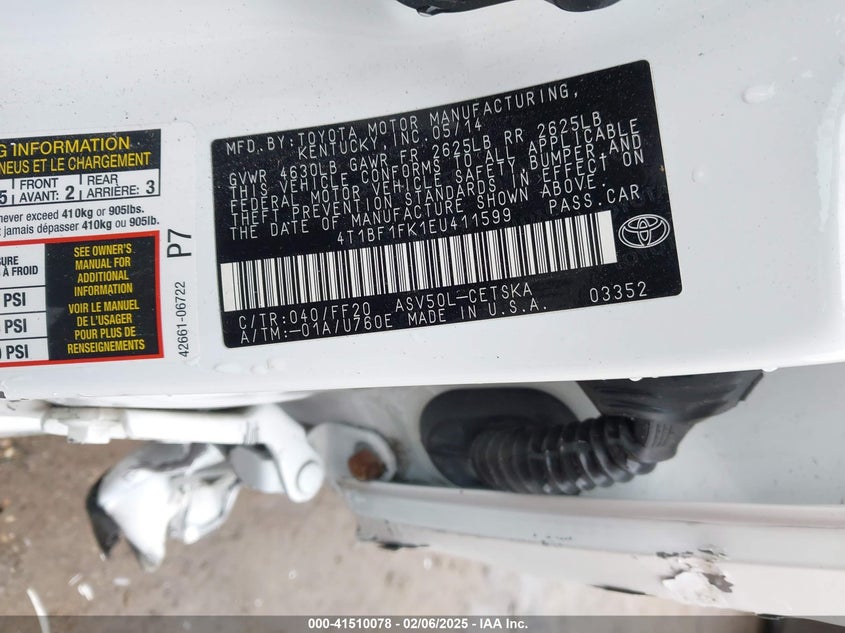 G INFORMATION
NEUS ET LE CHARGEMENT
5 FRONT AVANT: 2 REAR ARRIÈRE: 3
never exceed 410kg or 905lbs.
jamais dépasser 410kg ou 905lb.
SURE
À FROID
PSI
PSI
PSI
SEE OWNER'S
MANUAL FOR
ADDITIONAL
INFORMATION
VOIR LE MANUEL
DE L'USAGER
POUR PLUS DE
RENSEIGNEMENTS
P7
42661-06722
MFD. BY: TOYOTA MOTOR MANUFACTURING,
KENTUCKY, INC. 05/14
GVWR 4630LB GAWR FR 2625LB RR 2625LB
THIS VEHICLE CONFORMS TO ALL APPLICABLE
FEDERAL MOTOR VEHICLE SAFETY, BUMPER AND
THEFT PREVENTION STANDARDS IN EFFECT ON
THE DATE OF MANUFACTURE SHOWN ABOVE.
4T1BF1FK1EU411599 PASS.CAR
C/TR:040/FF20 ASV50L-CETSKA
A/TM:-01A/U760E MADE IN U.S.A. 03352
000-41510078 - 02/06/2025 - IAA Inc.